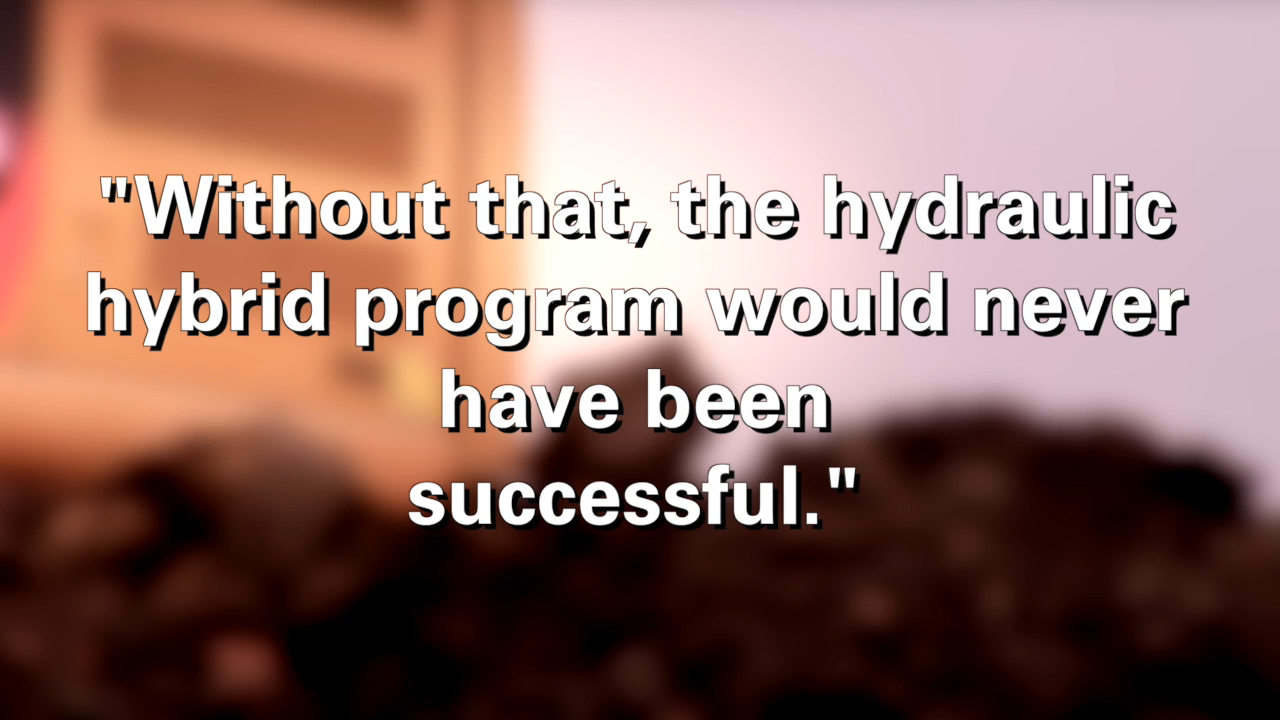 "Without that, the hydraulic
hybrid program would never
have been
successful."